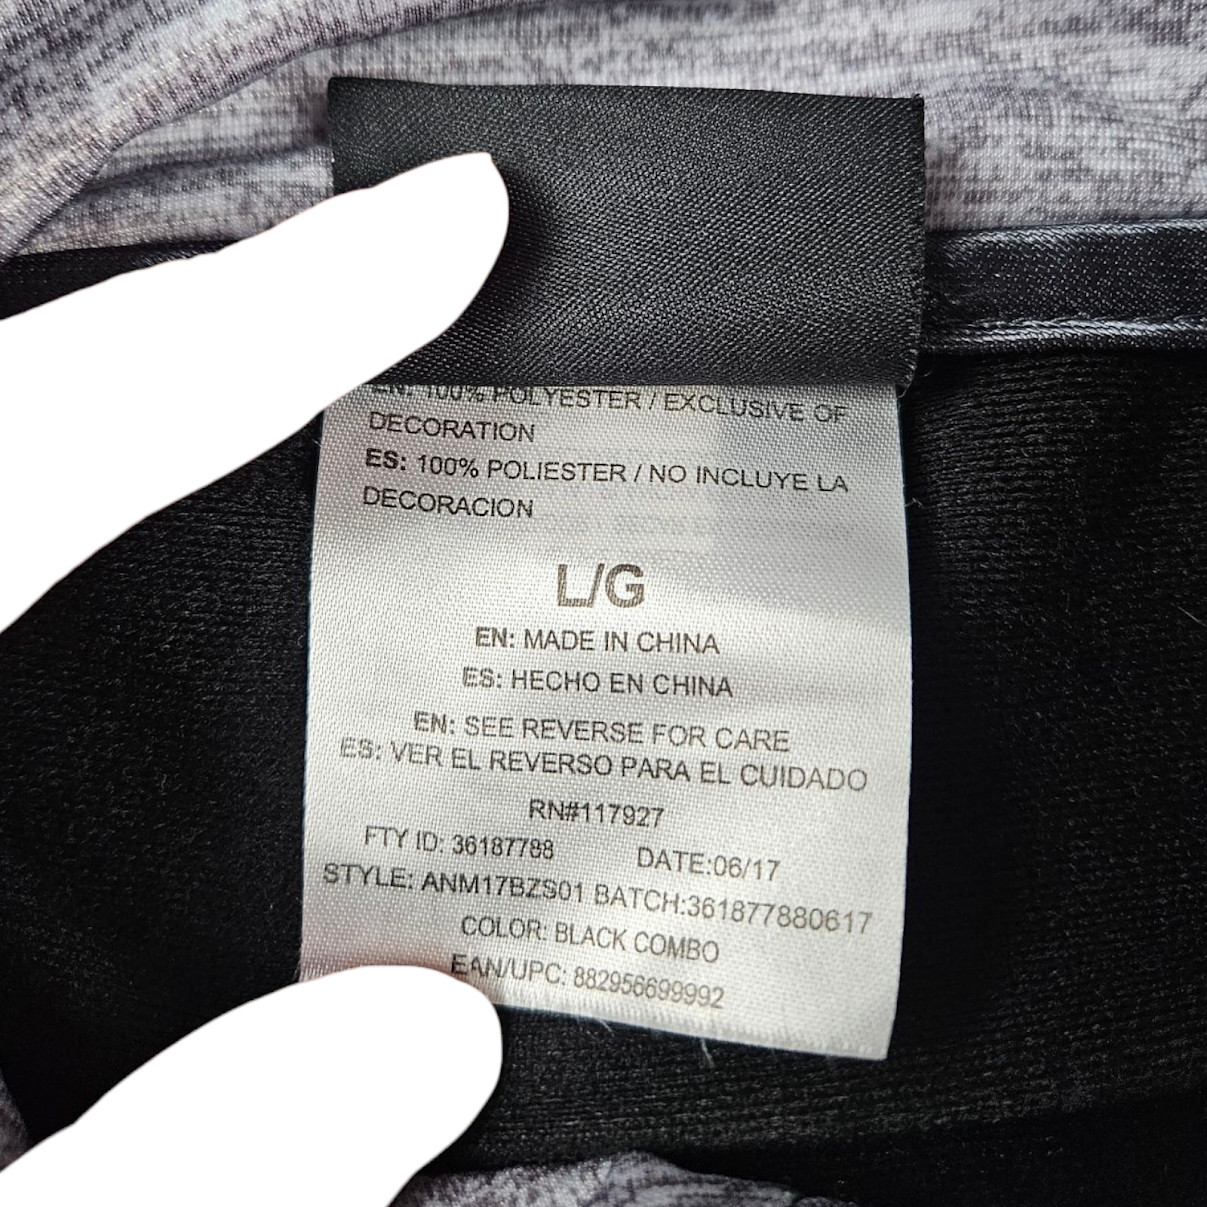 EN: 100% POLYESTER / EXCLUSIVE OF
DECORATION
ES: 100% POLIESTER / NO INCLUYE LA
DECORACION
L/G
EN: MADE IN CHINA
ES: HECHO EN CHINA
EN: SEE REVERSE FOR CARE
ES: VER EL REVERSO PARA EL CUIDADO
RN#117927
FTY ID: 36187788 DATE:06/17
STYLE: ANM17BZS01 BATCH:361877880617
COLOR: BLACK COMBO
EAN/UPC: 882956699992